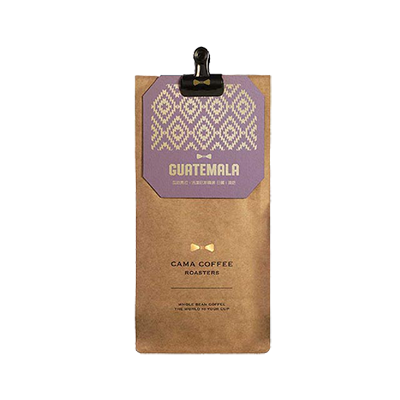 GUATEMALA
CAMA COFFEE
ROASTERS
WHOLE BEAN COFFEE
THE WORLD IN YOUR CUP